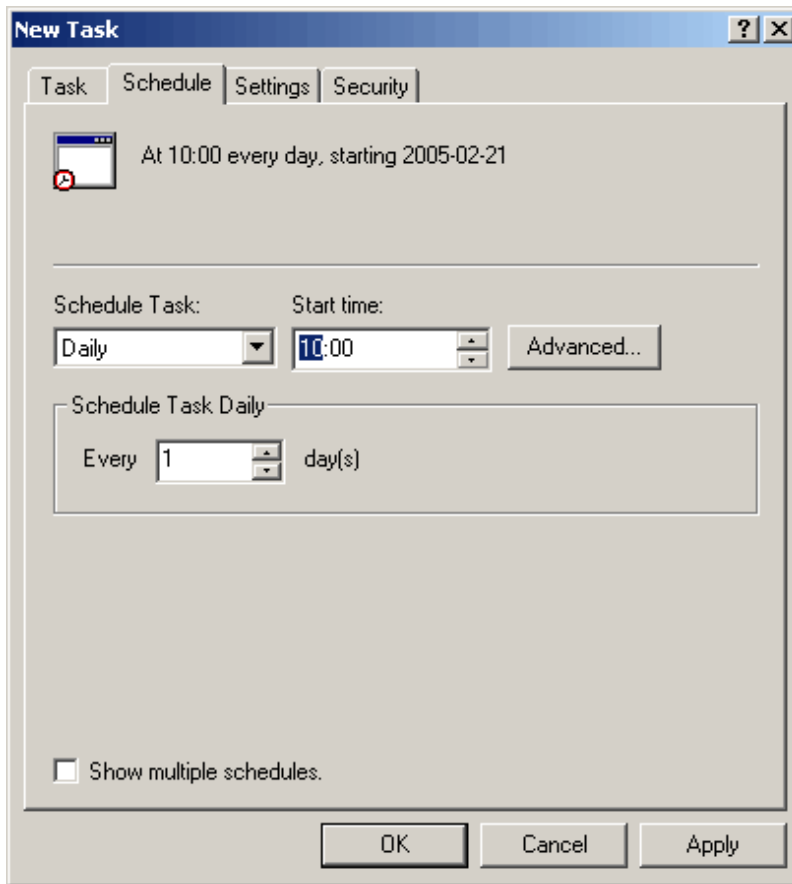 New Task
Task Schedule Settings Security
At 10:00 every day, starting 2005-02-21
Schedule Task: Start time:
Daily 10:00 Advanced...
Schedule Task Daily
Every 1 day(s)
Show multiple schedules.
OK Cancel Apply